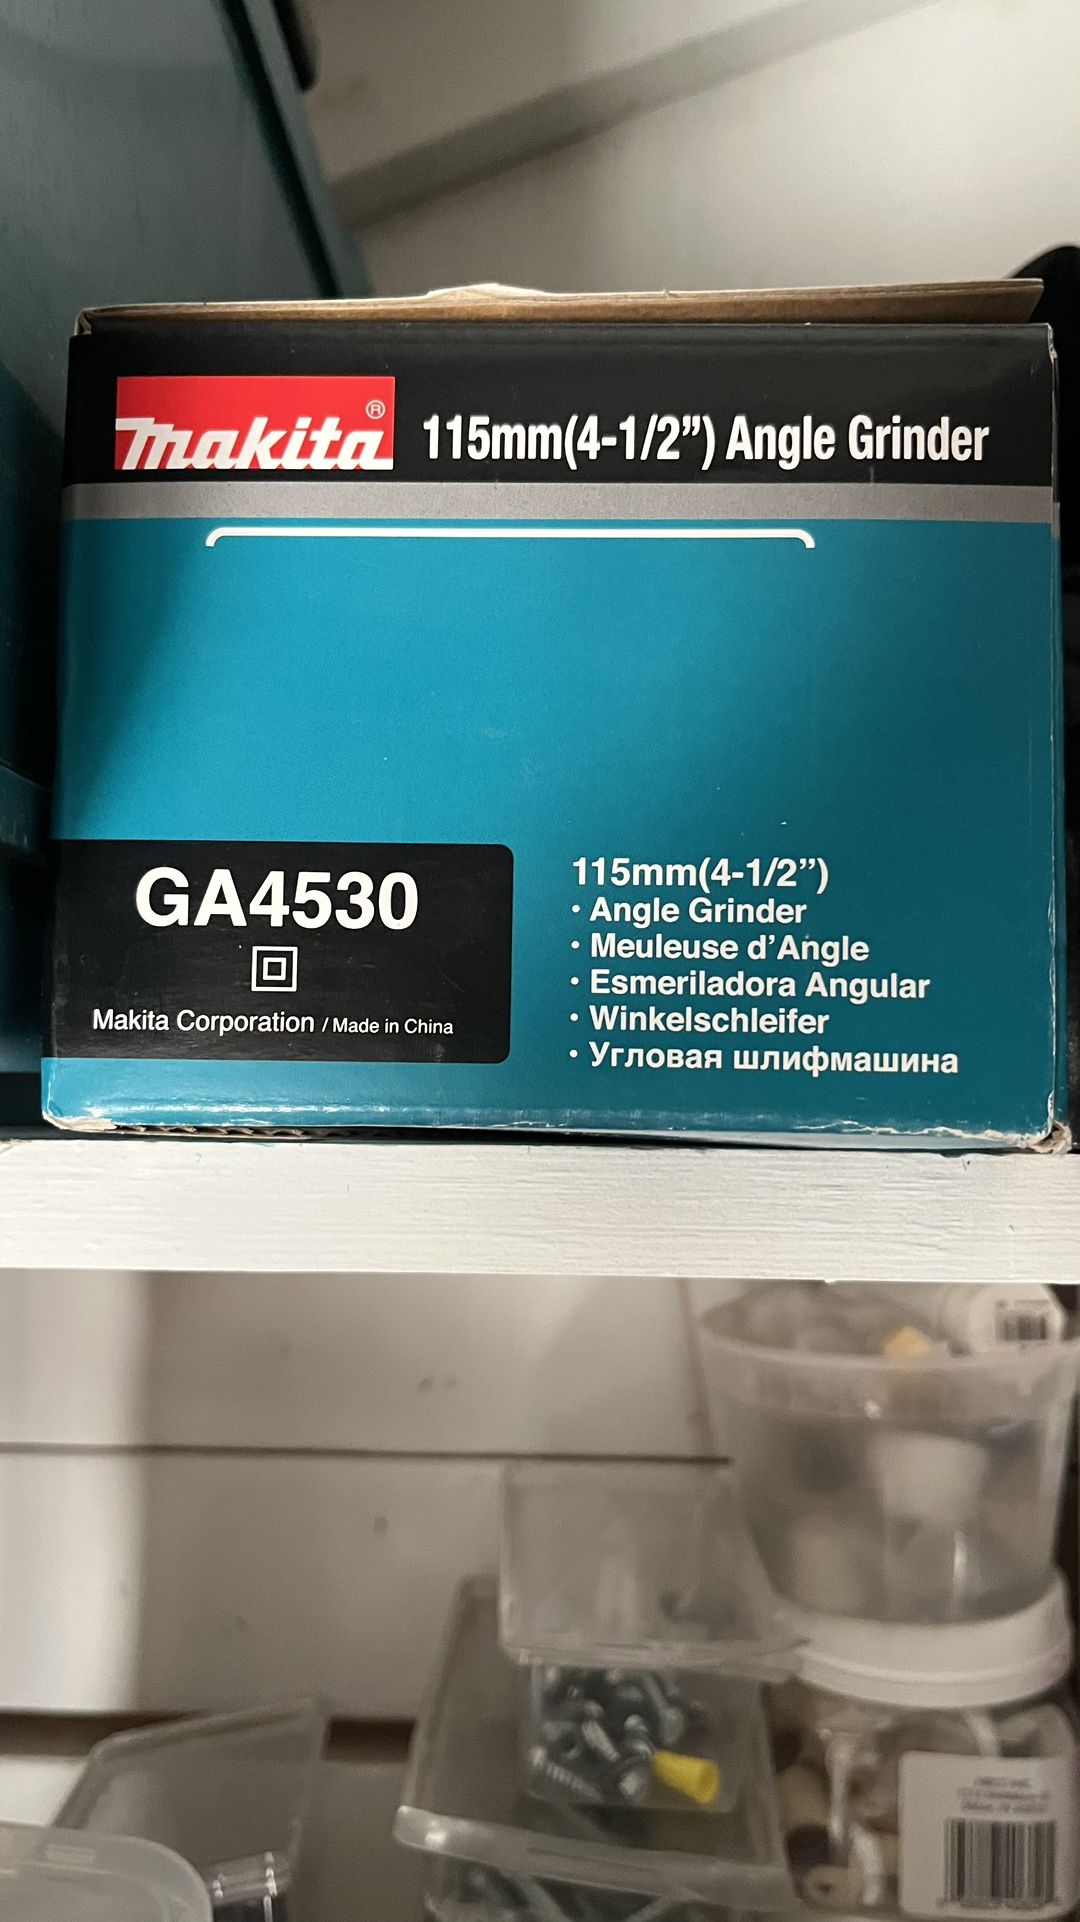 makita®
115mm(4-1/2”) Angle Grinder
GA4530
Makita Corporation / Made in China
115mm(4-1/2”)
· Angle Grinder
· Meuleuse d’Angle
· Esmeriladora Angular
· Winkelschleifer
· Угловая шлифмашина